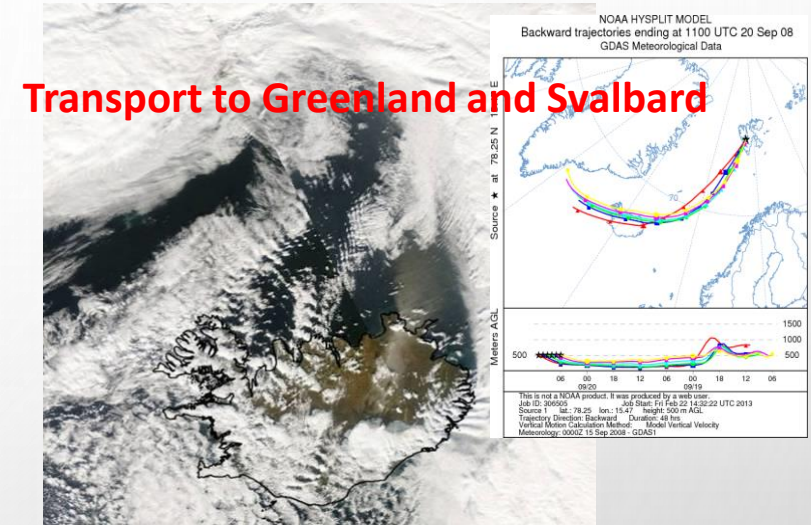 Transport to Greenland and Svalbard
NOAA HYSPLIT MODEL
Backward trajectories ending at 1100 UTC 20 Sep 08
GDAS Meteorological Data
Source ★ at 78.25 N
E
70
Meters AGL
1500
1000
500
500
06 00 18 12 06 00 18 12 06
09/20 09/19
This is not a NOAA product. It was produced by a web user.
Job ID: 306505 Job Start: Fri Feb 22 14:32:22 UTC 2013
Source 1 lat.: 78.25 lon.: 15.47 height: 500 m AGL
Trajectory Direction: Backward Duration: 48 hrs
Vertical Motion Calculation Method: Model Vertical Velocity
Meteorology: 0000Z 15 Sep 2008 - GDAS1